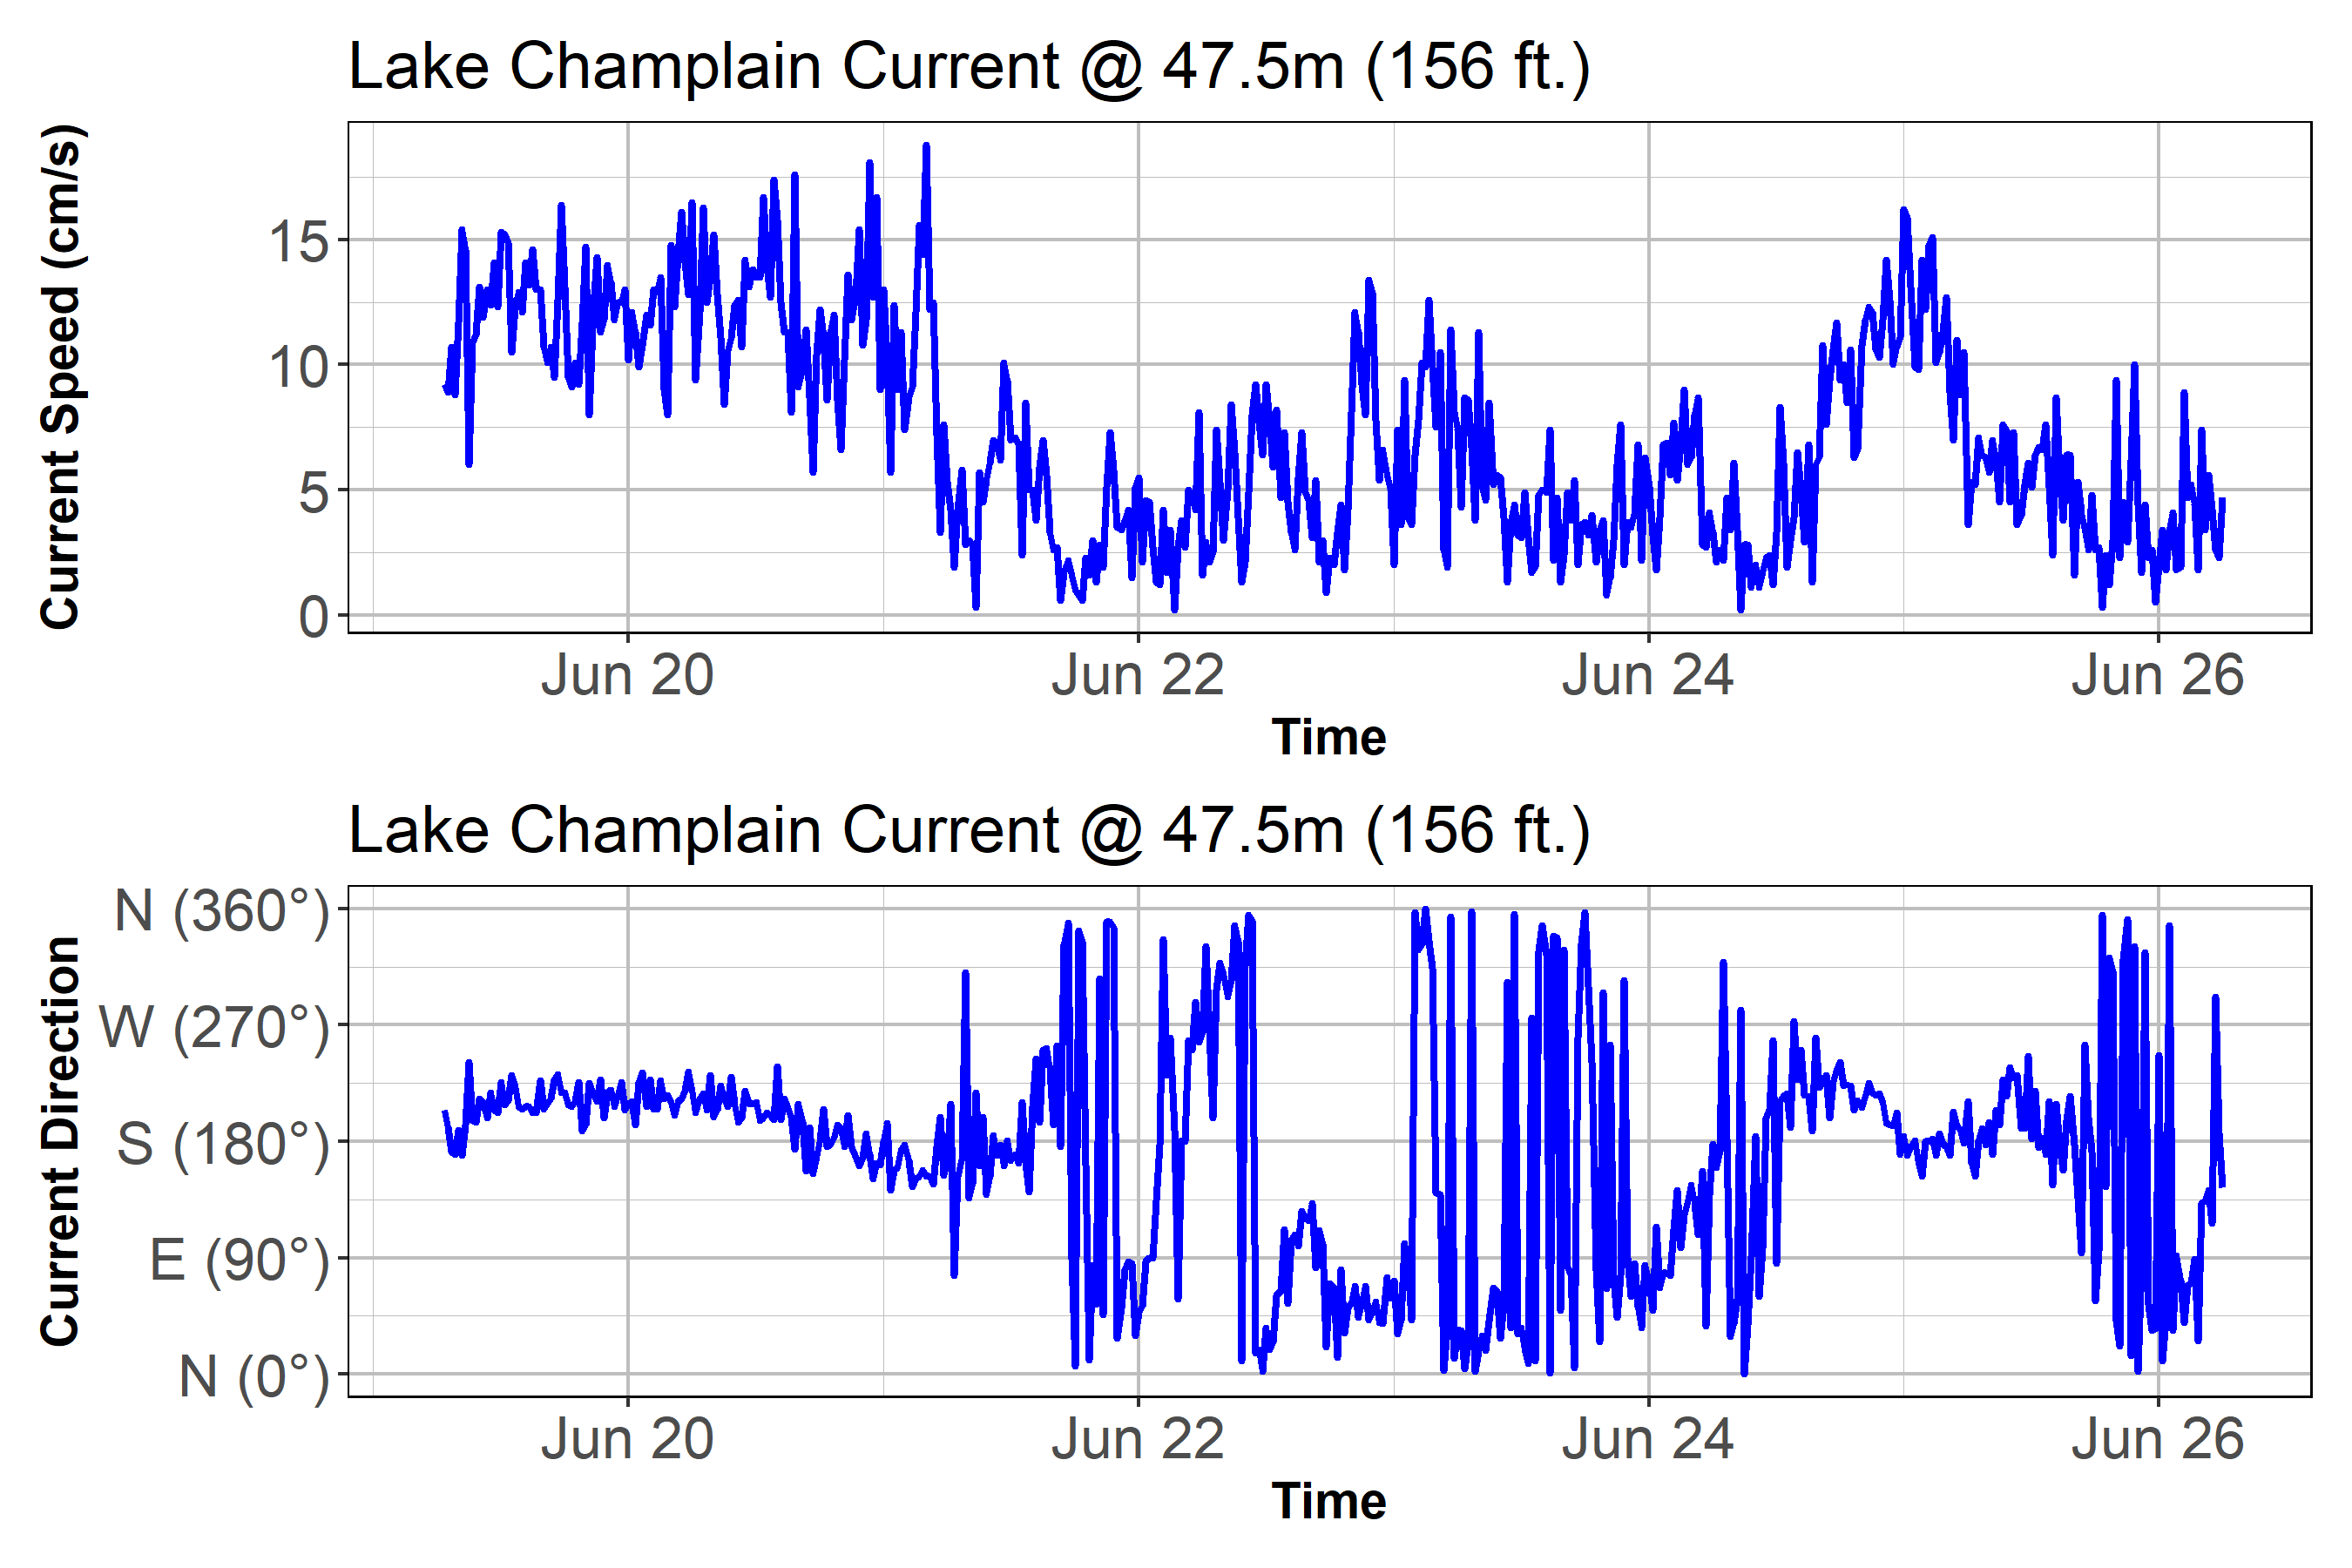 Lake Champlain Current @ 47.5m (156 ft.)
Current Speed (cm/s)
15
10
5
0
Jun 20 Jun 22 Jun 24 Jun 26
Time
Lake Champlain Current @ 47.5m (156 ft.)
Current Direction
N (360°)
W (270°)
S (180°)
E (90°)
N (0°)
Jun 20 Jun 22 Jun 24 Jun 26
Time